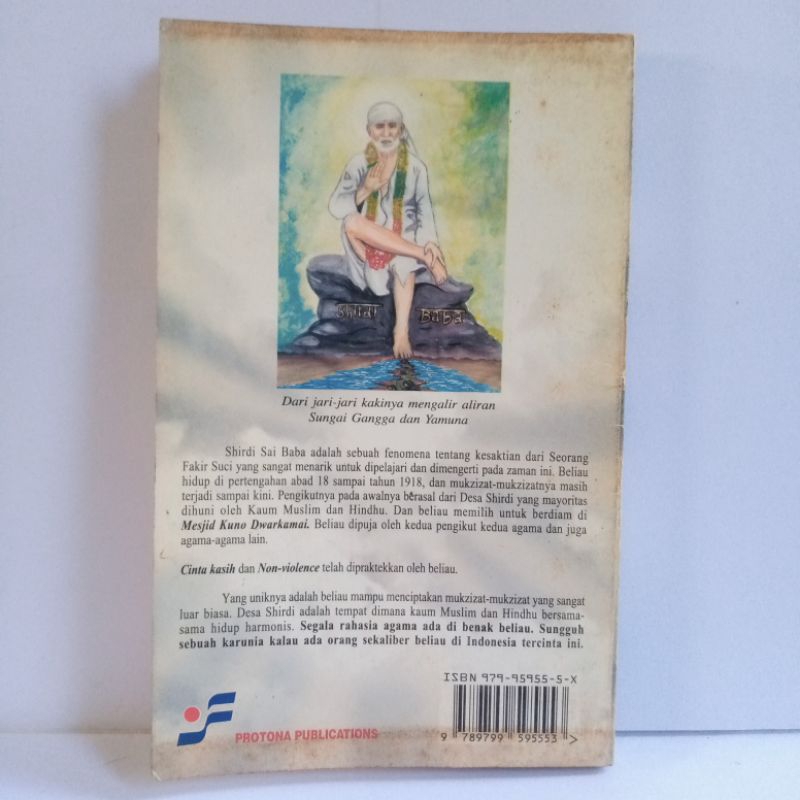 Shirdi Baba
Dari jari-jari kakinya mengalir aliran
Sungai Gangga dan Yamuna
Shirdi Sai Baba adalah sebuah fenomena tentang kesaktian dari Seorang
Fakir Suci yang sangat menarik untuk dipelajari dan dimengerti pada zaman ini. Beliau
hidup di pertengahan abad 18 sampai tahun 1918, dan mukzizat-mukzizatnya masih
terjadi sampai kini. Pengikutnya pada awalnya berasal dari Desa Shirdi yang mayoritas
dihuni oleh Kaum Muslim dan Hindhu. Dan beliau memilih untuk berdiam di
Mesjid Kuno Dwarkamai. Beliau dipuja oleh kedua pengikut kedua agama dan juga
agama-agama lain.
Cinta kasih dan Non-violence telah dipraktekkan oleh beliau.
Yang uniknya adalah beliau mampu menciptakan mukzizat-mukzizat yang sangat
luar biasa. Desa Shirdi adalah tempat dimana kaum Muslim dan Hindhu bersama-
sama hidup harmonis. Segala rahasia agama ada di benak beliau. Sungguh
sebuah karunia kalau ada orang sekaliber beliau di Indonesia tercinta ini.
ISBN 979-95955-5-X
PROTONA PUBLICATIONS
9 789799 595553 >